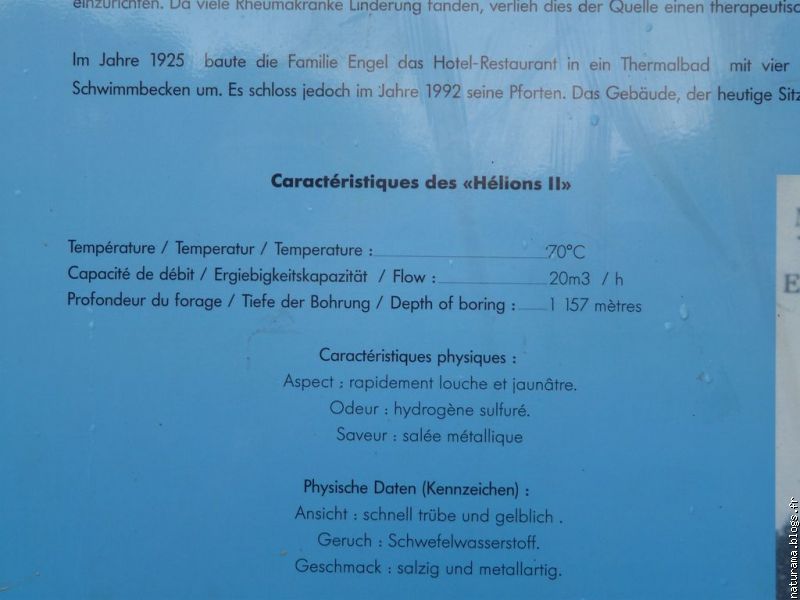 einzurichten. Da viele Rheumakranke Linderung fanden, verlieh dies der Quelle einen
Im Jahre 1925 baute die Familie Engel das Hotel-Restaurant in ein Thermalbad mit vier
Schwimmbecken um. Es schloss jedoch im Jahre 1992 seine Pforten. Das Gebäude, der heutige
Caractéristiques des «Hélions II»
Température / Temperatur / Temperature : 70°C
Capacité de débit / Ergiebigkeitskapazität / Flow : 20m3 / h
Profondeur du forage / Tiefe der Bohrung / Depth of boring : 1 157 mètres
Caractéristiques physiques :
Aspect : rapidement louche et jaunâtre.
Odeur : hydrogène sulfuré.
Saveur : salée métallique
Physische Daten (Kennzeichen) :
Ansicht : schnell trübe und gelblich .
Geruch : Schwefelwasserstoff.
Geschmack : salzig und metallartig.
naturama.blogs.fr